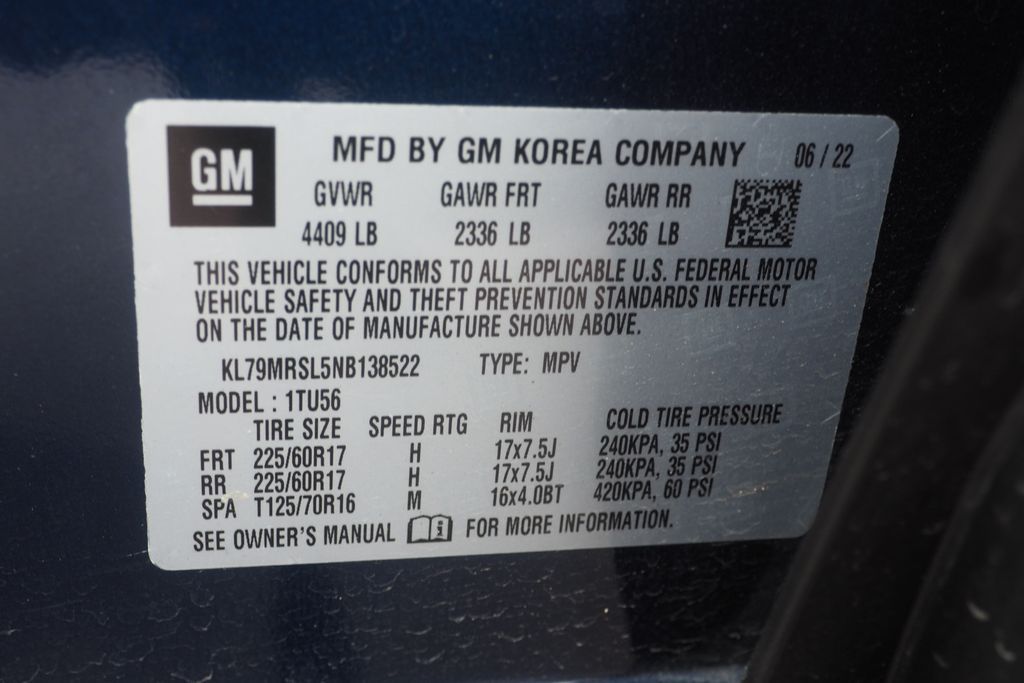 GM
MFD BY GM KOREA COMPANY 06 / 22
GVWR GAWR FRT GAWR RR
4409 LB 2336 LB 2336 LB
THIS VEHICLE CONFORMS TO ALL APPLICABLE U.S. FEDERAL MOTOR
VEHICLE SAFETY AND THEFT PREVENTION STANDARDS IN EFFECT
ON THE DATE OF MANUFACTURE SHOWN ABOVE.
KL79MRSL5NB138522 TYPE: MPV
MODEL : 1TU56
TIRE SIZE SPEED RTG RIM COLD TIRE PRESSURE
FRT 225/60R17 H 17x7.5J 240KPA, 35 PSI
RR 225/60R17 H 17x7.5J 240KPA, 35 PSI
SPA T125/70R16 M 16x4.0BT 420KPA, 60 PSI
SEE OWNER'S MANUAL i FOR MORE INFORMATION.